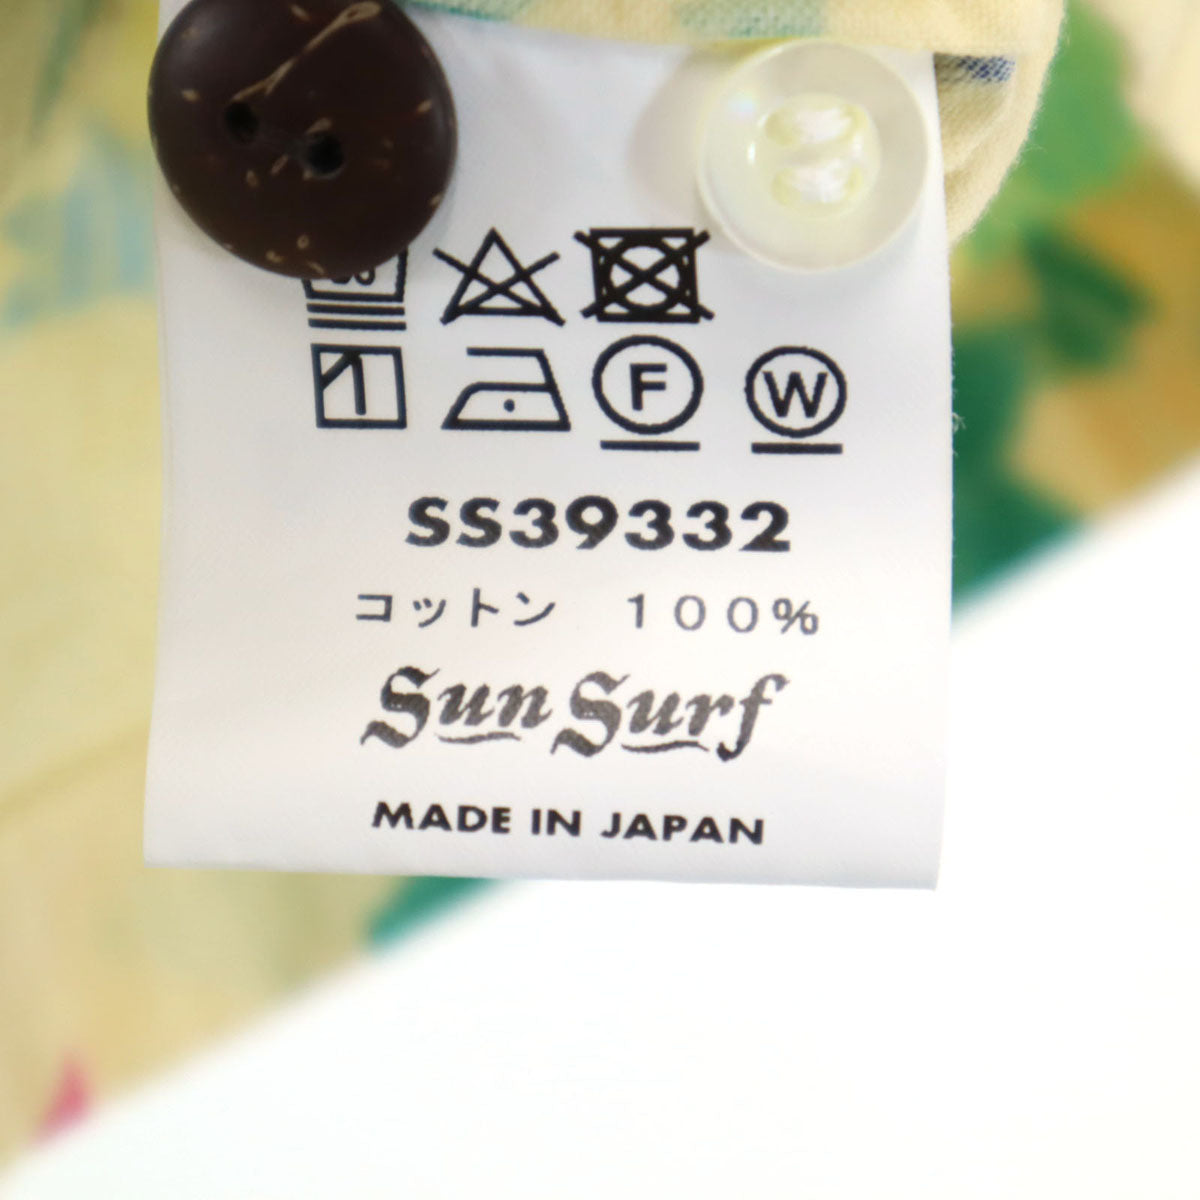 F W
SS39332
コットン 100%
Sun Surf
MADE IN JAPAN